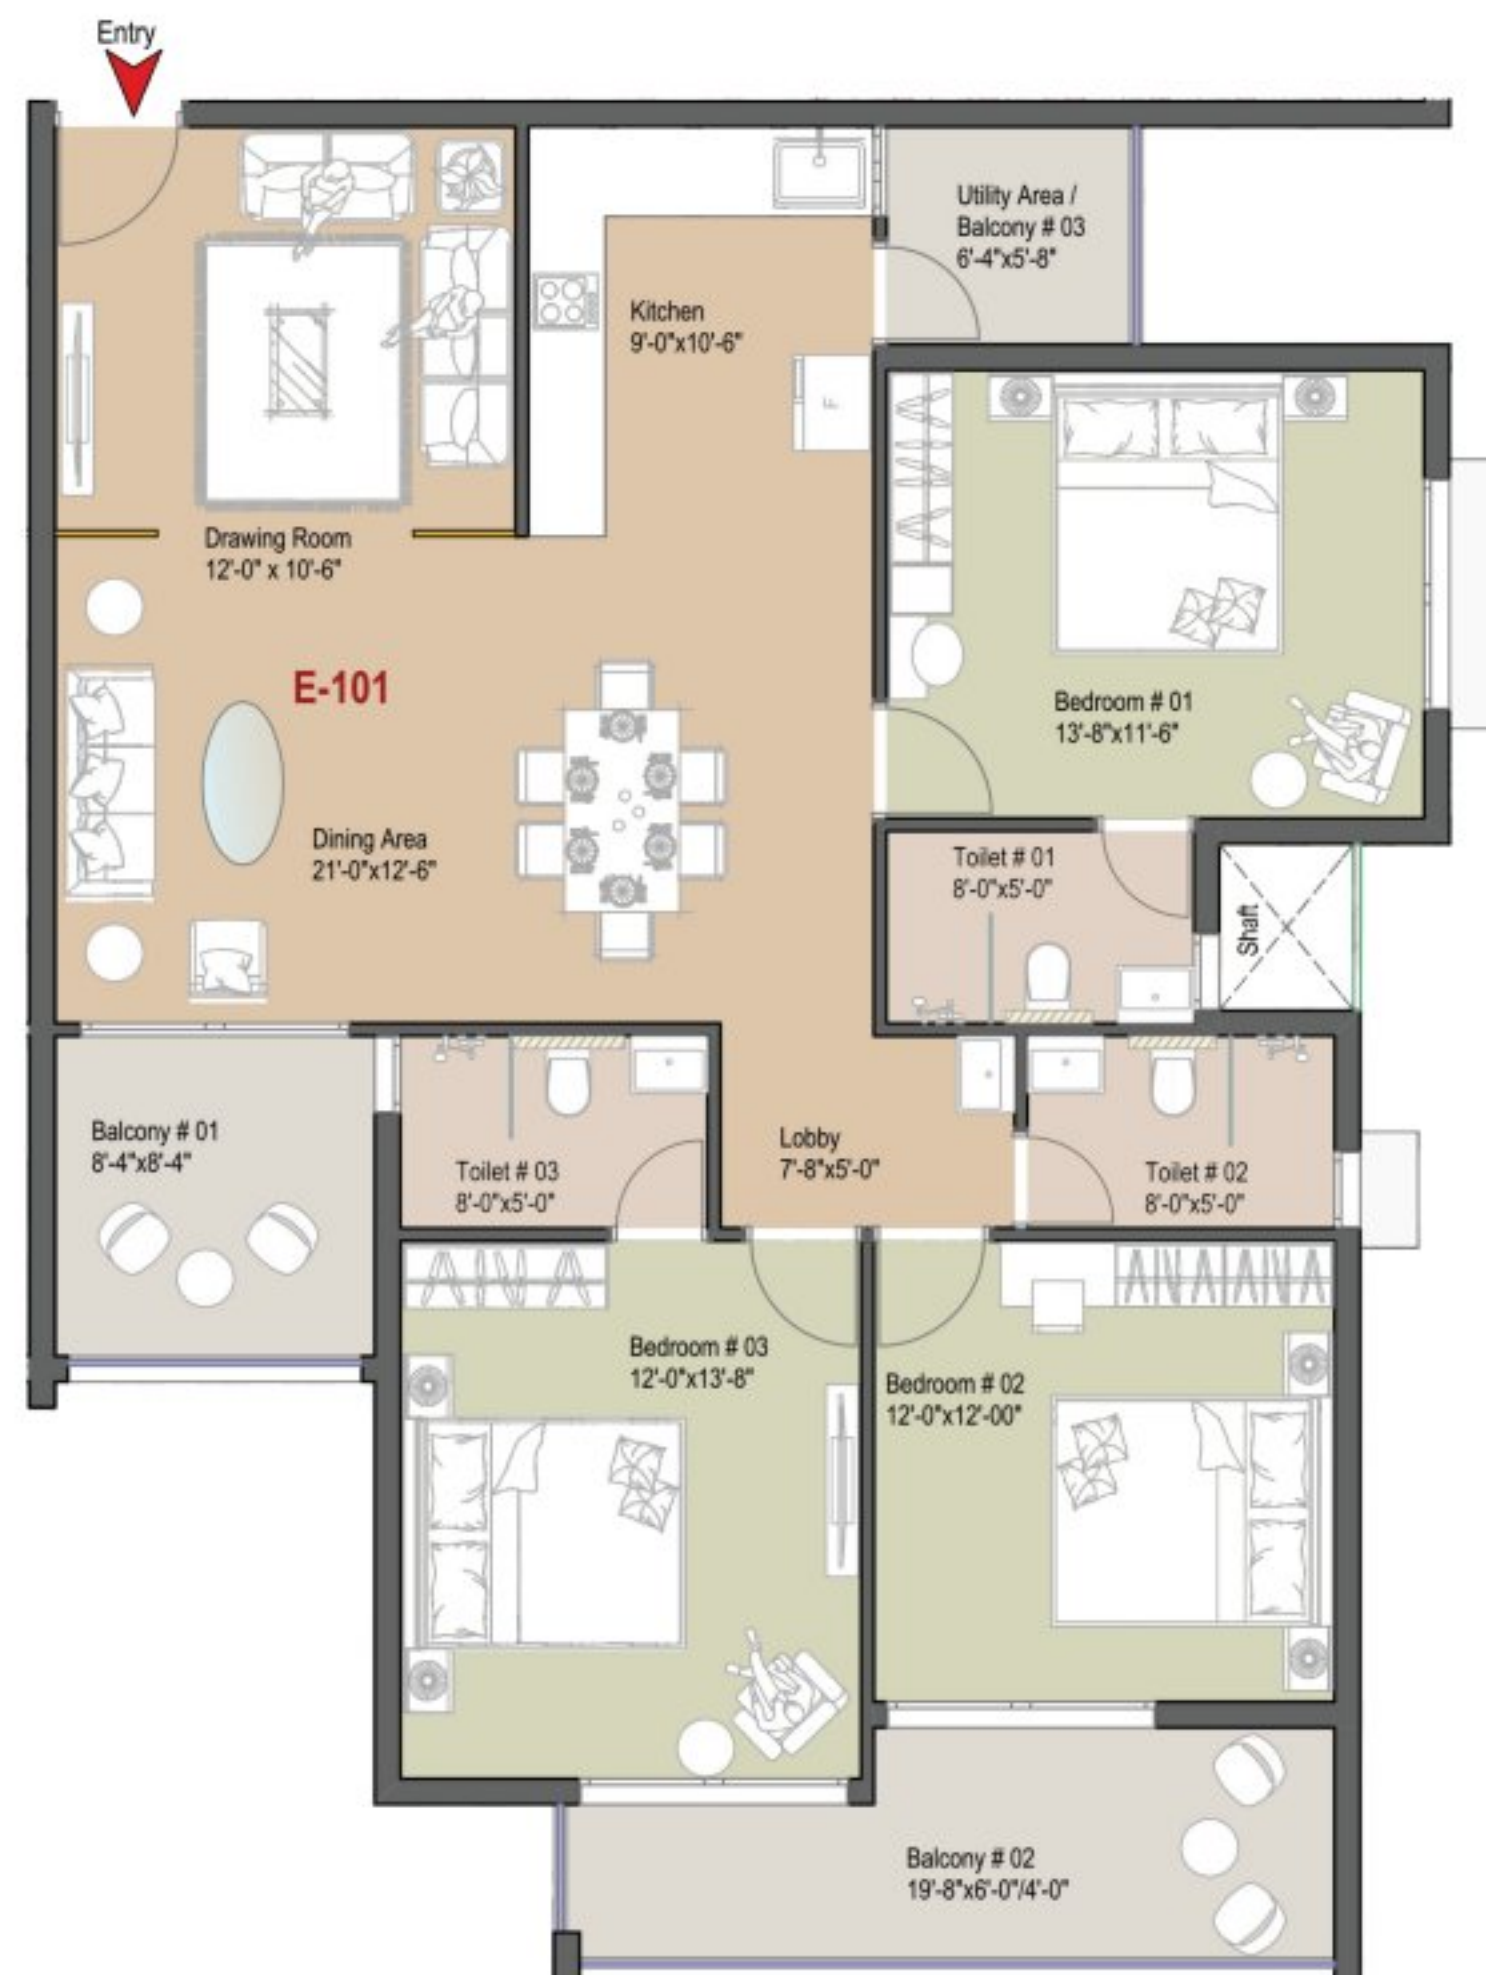 Entry
Utility Area /
Balcony # 03
6'-4"x5'-8"
Kitchen
9'-0"x10'-6"
F
Drawing Room
12'-0" x 10'-6"
E-101
Bedroom # 01
13'-8"x11'-6"
Dining Area
21'-0"x12'-6"
Toilet # 01
8'-0"x5'-0"
Shaft
Balcony # 01
8'-4"x8'-4"
Toilet # 03
8'-0"x5'-0"
Lobby
7'-8"x5'-0"
Toilet # 02
8'-0"x5'-0"
Bedroom # 03
12'-0"x13'-8"
Bedroom # 02
12'-0"x12'-00"
Balcony # 02
19'-8"x6'-0"/4'-0"